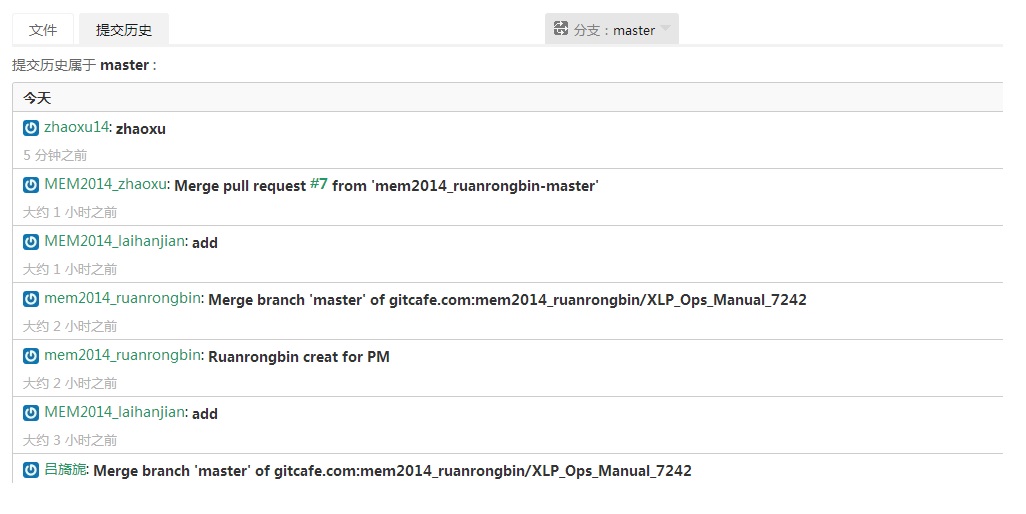 文件 提交历史 分支：master
提交历史属于 master :
今天
zhaoxu14: zhaoxu
5 分钟之前
MEM2014_zhaoxu: Merge pull request #7 from 'mem2014_ruanrongbin-master'
大约 1 小时之前
MEM2014_laihanjian: add
大约 1 小时之前
mem2014_ruanrongbin: Merge branch 'master' of gitcafe.com:mem2014_ruanrongbin/XLP_Ops_Manual_7242
大约 2 小时之前
mem2014_ruanrongbin: Ruanrongbin creat for PM
大约 2 小时之前
MEM2014_laihanjian: add
大约 3 小时之前
吕旖旎: Merge branch 'master' of gitcafe.com:mem2014_ruanrongbin/XLP_Ops_Manual_7242